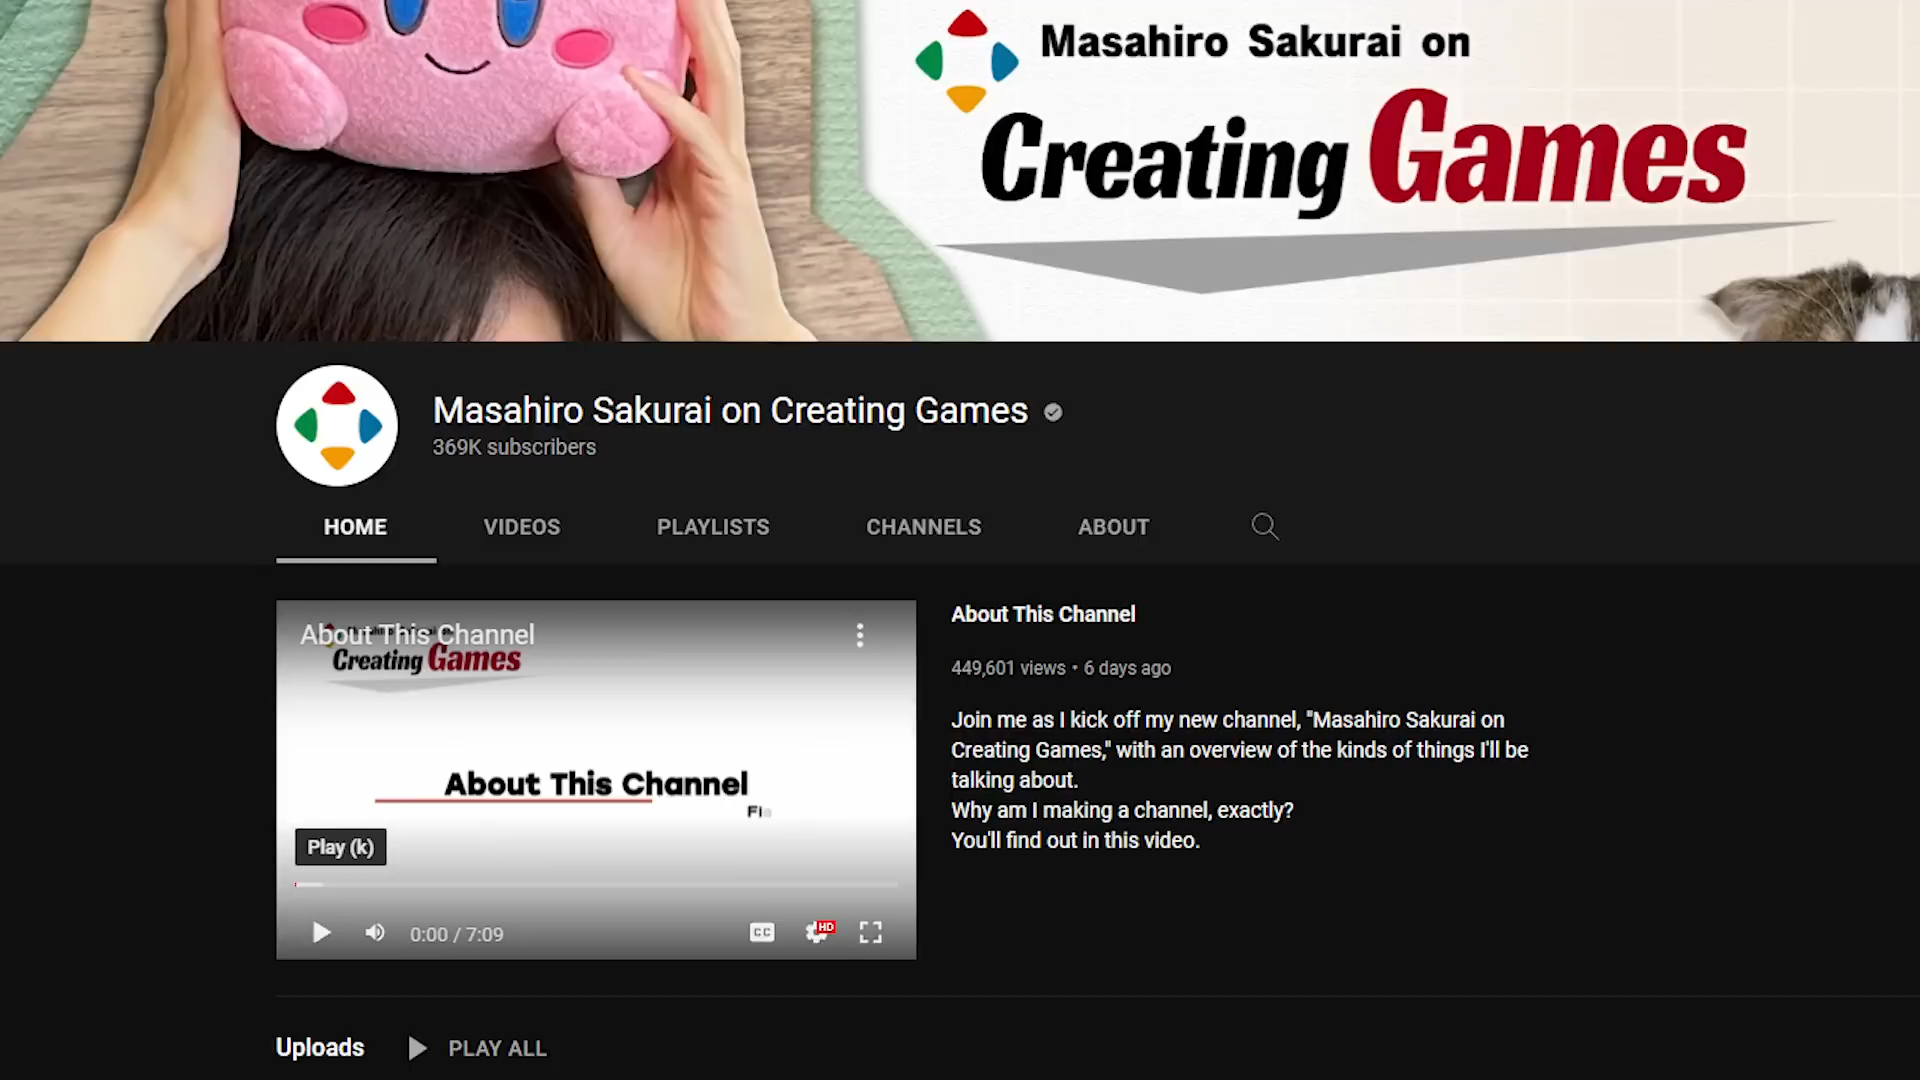 Masahiro Sakurai on
Creating Games
Masahiro Sakurai on Creating Games
369K subscribers
HOME VIDEOS PLAYLISTS CHANNELS ABOUT
About This Channel
Creating Games
About This Channel
Play (k)
0:00 / 7:09
CC
HD
About This Channel
449,601 views • 6 days ago
Join me as I kick off my new channel, "Masahiro Sakurai on
Creating Games," with an overview of the kinds of things I'll be
talking about.
Why am I making a channel, exactly?
You'll find out in this video.
Uploads PLAY ALL